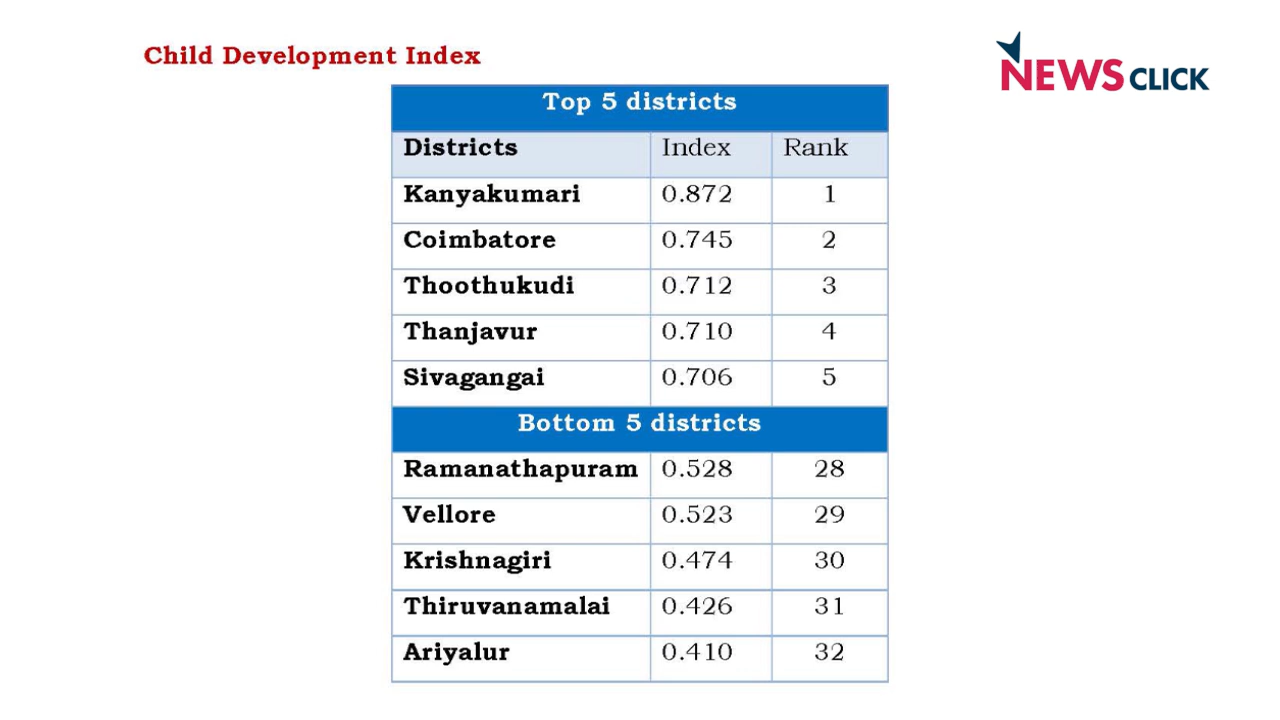 Child Development Index
NEWSCLICK
Top 5 districts
Districts Index Rank
Kanyakumari 0.872 1
Coimbatore 0.745 2
Thoothukudi 0.712 3
Thanjavur 0.710 4
Sivagangai 0.706 5
Bottom 5 districts
Ramanathapuram 0.528 28
Vellore 0.523 29
Krishnagiri 0.474 30
Thiruvanamalai 0.426 31
Ariyalur 0.410 32